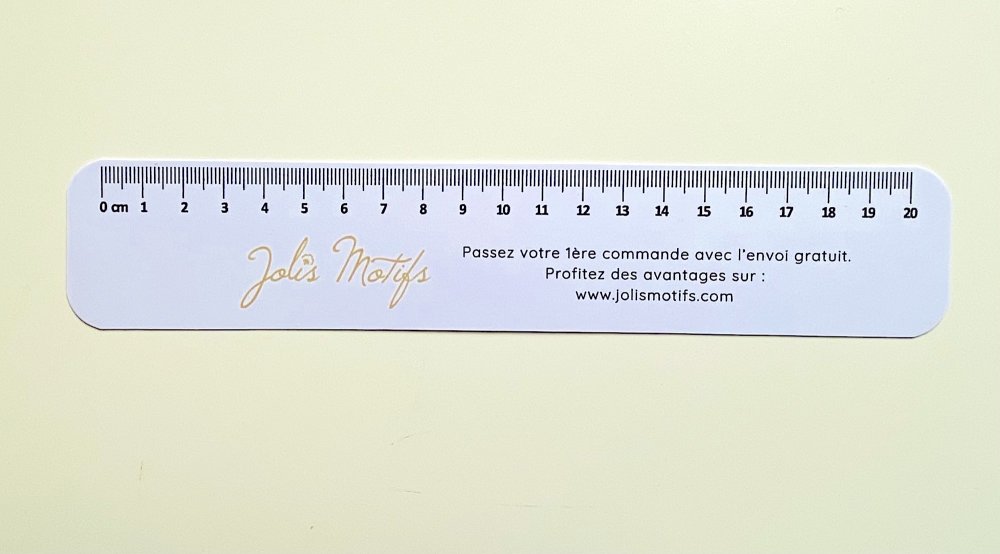 0 cm 1 2 3 4 5 6 7 8 9 10 11 12 13 14 15 16 17 18 19 20
Jolis Motifs
Passez votre 1ère commande avec l'envoi gratuit.
Profitez des avantages sur :
www.jolismotifs.com